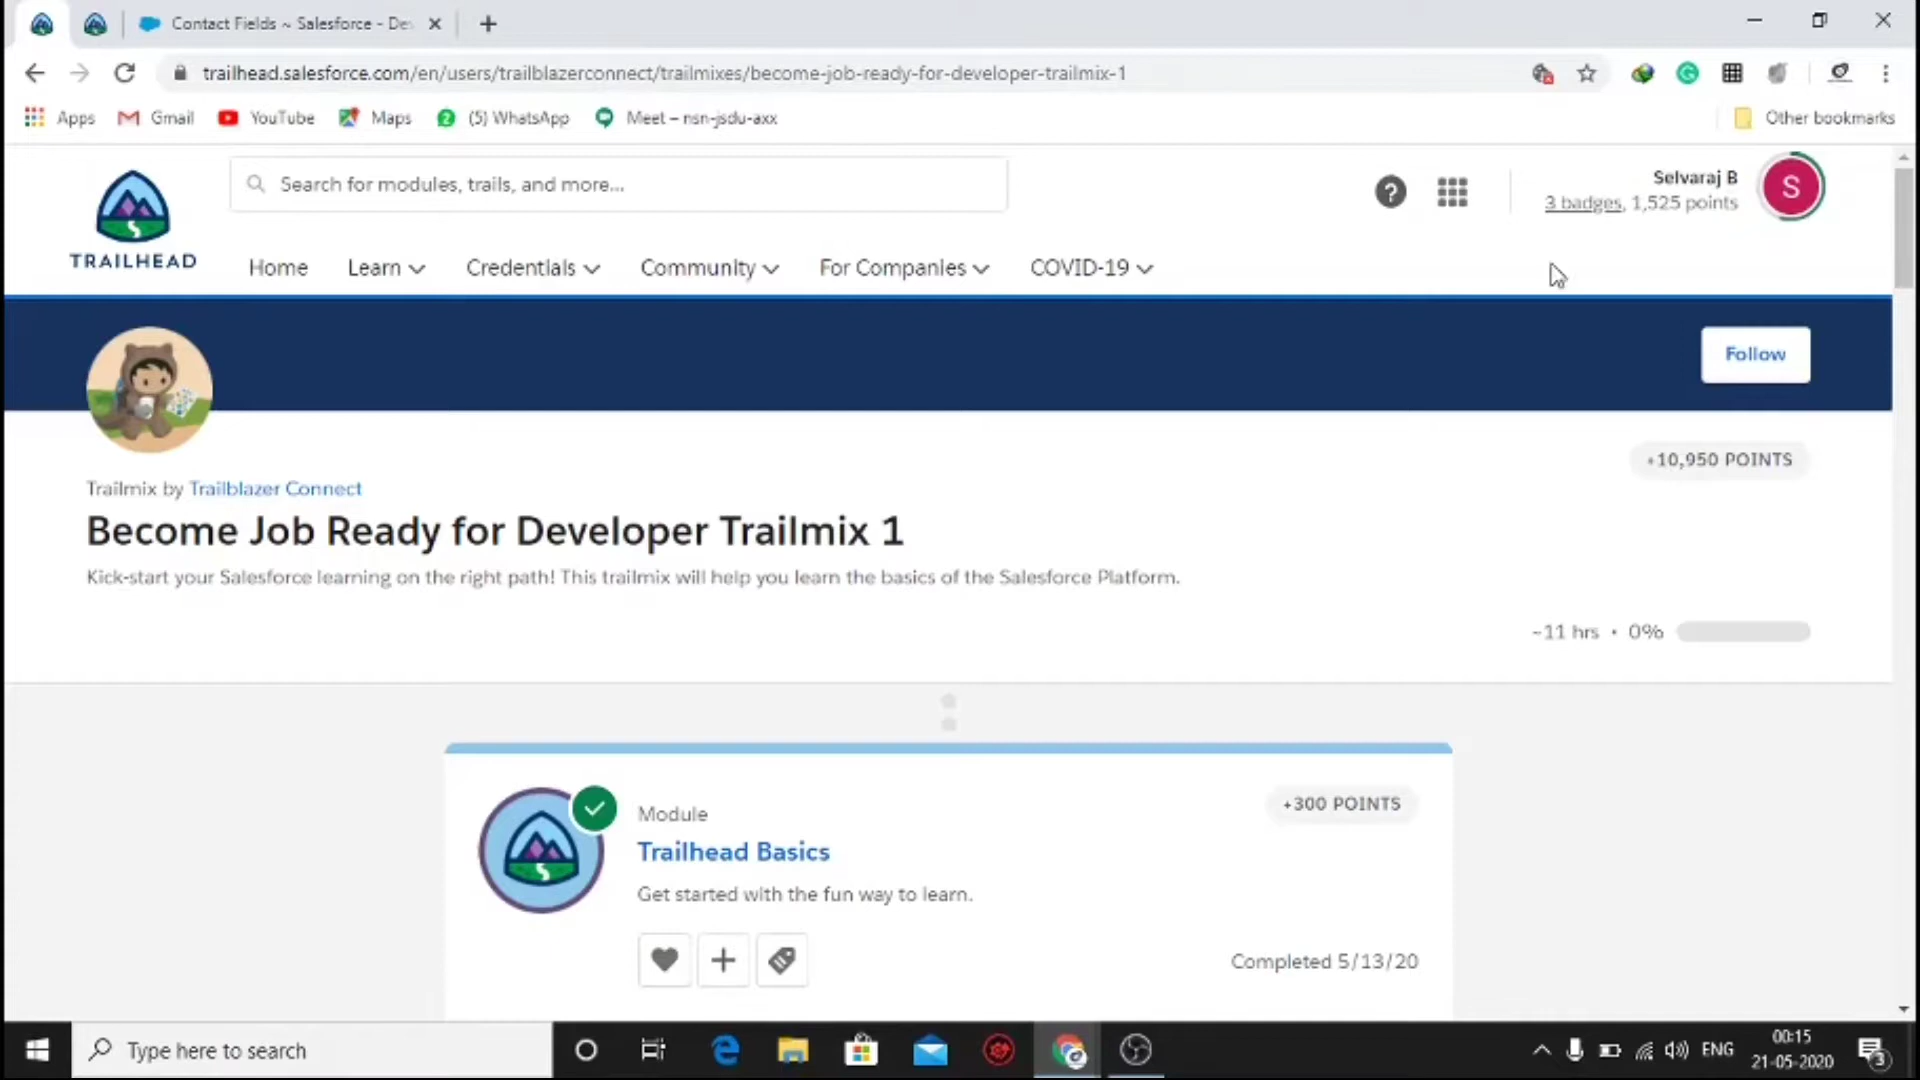 Contact Fields ~ Salesforce - De
trailhead.salesforce.com/en/users/trailblazerconnect/trailmixes/become-job-ready-for-developer-trailmix-1
Apps Gmail YouTube Maps (5) WhatsApp Meet – nsn-jsdu-axx Other bookmarks
Search for modules, trails, and more...
Selvaraj B
3 badges, 1,525 points
S
TRAILHEAD
Home Learn Credentials Community For Companies COVID-19
Follow
+10,950 POINTS
Trailmix by Trailblazer Connect
Become Job Ready for Developer Trailmix 1
Kick-start your Salesforce learning on the right path! This trailmix will help you learn the basics of the Salesforce Platform.
~11 hrs • 0%
Module
+300 POINTS
Trailhead Basics
Get started with the fun way to learn.
Completed 5/13/20
Type here to search
ENG
00:15
21-05-2020
3